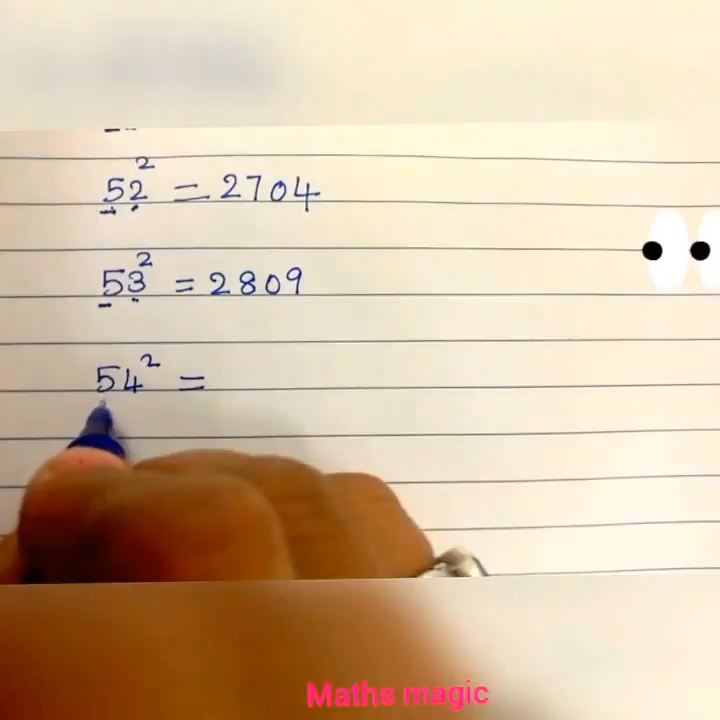 52² = 2704
53² = 2809
54² =
Maths magic